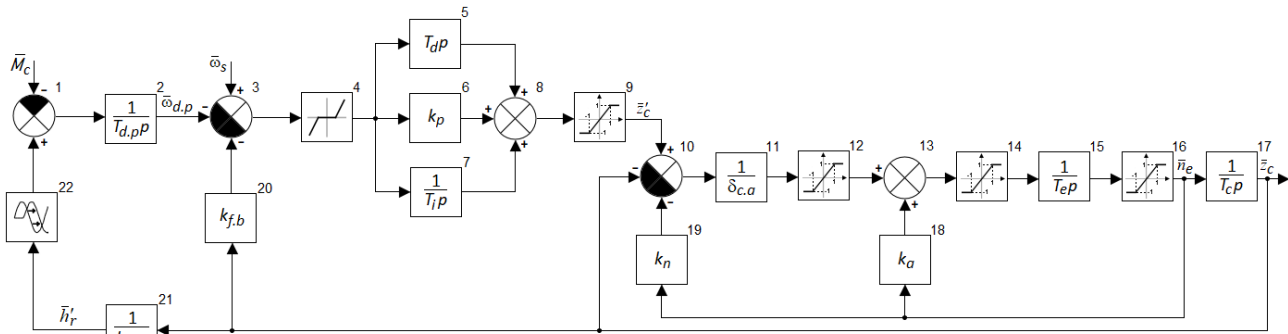 M̄c
1
2
1
Td.p p
ω̄d.p
ω̄s
3
4
5
Td p
6
kp
7
1
Ti p
8
9
z̄′c
10
11
1
δc.a
12
13
14
15
1
Te p
16
n̄e
17
1
Tc p
z̄c
18
ka
19
kn
20
kf.b
21
1
h̄′r
22